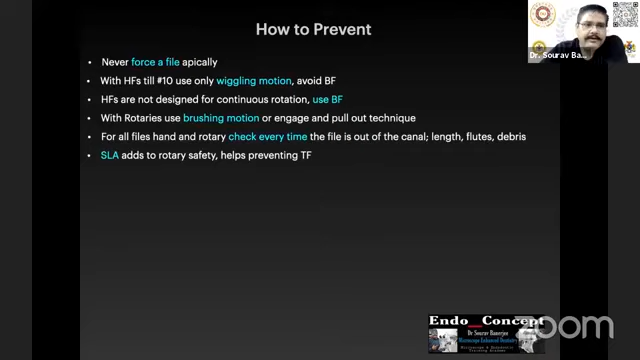 How to Prevent
Dr. Sourav Ba...
• Never force a file apically
• With HFs till #10 use only wiggling motion, avoid BF
• HFs are not designed for continuous rotation, use BF
• With Rotaries use brushing motion or engage and pull out technique
• For all files hand and rotary check every time the file is out of the canal; length, flutes, debris
• SLA adds to rotary safety, helps preventing TF
Endo_Concept
Dr Sourav Banerjee
Microscope Enhanced Dentistry
zoom